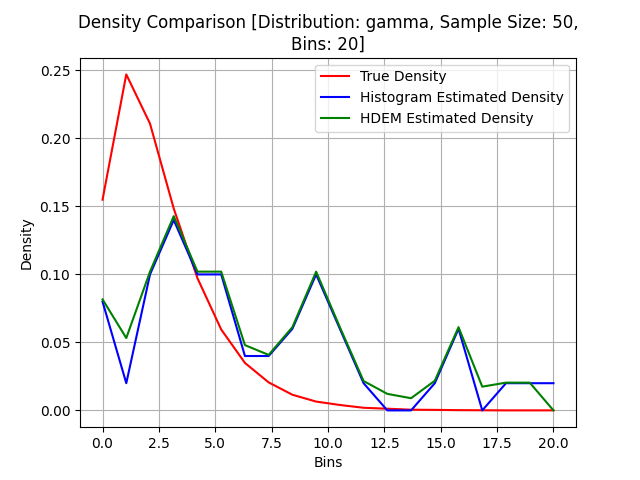 Density Comparison [Distribution: gamma, Sample Size: 50,
Bins: 20]
True Density
Histogram Estimated Density
HDEM Estimated Density
Density
0.25
0.20
0.15
0.10
0.05
0.00
0.0 2.5 5.0 7.5 10.0 12.5 15.0 17.5 20.0
Bins